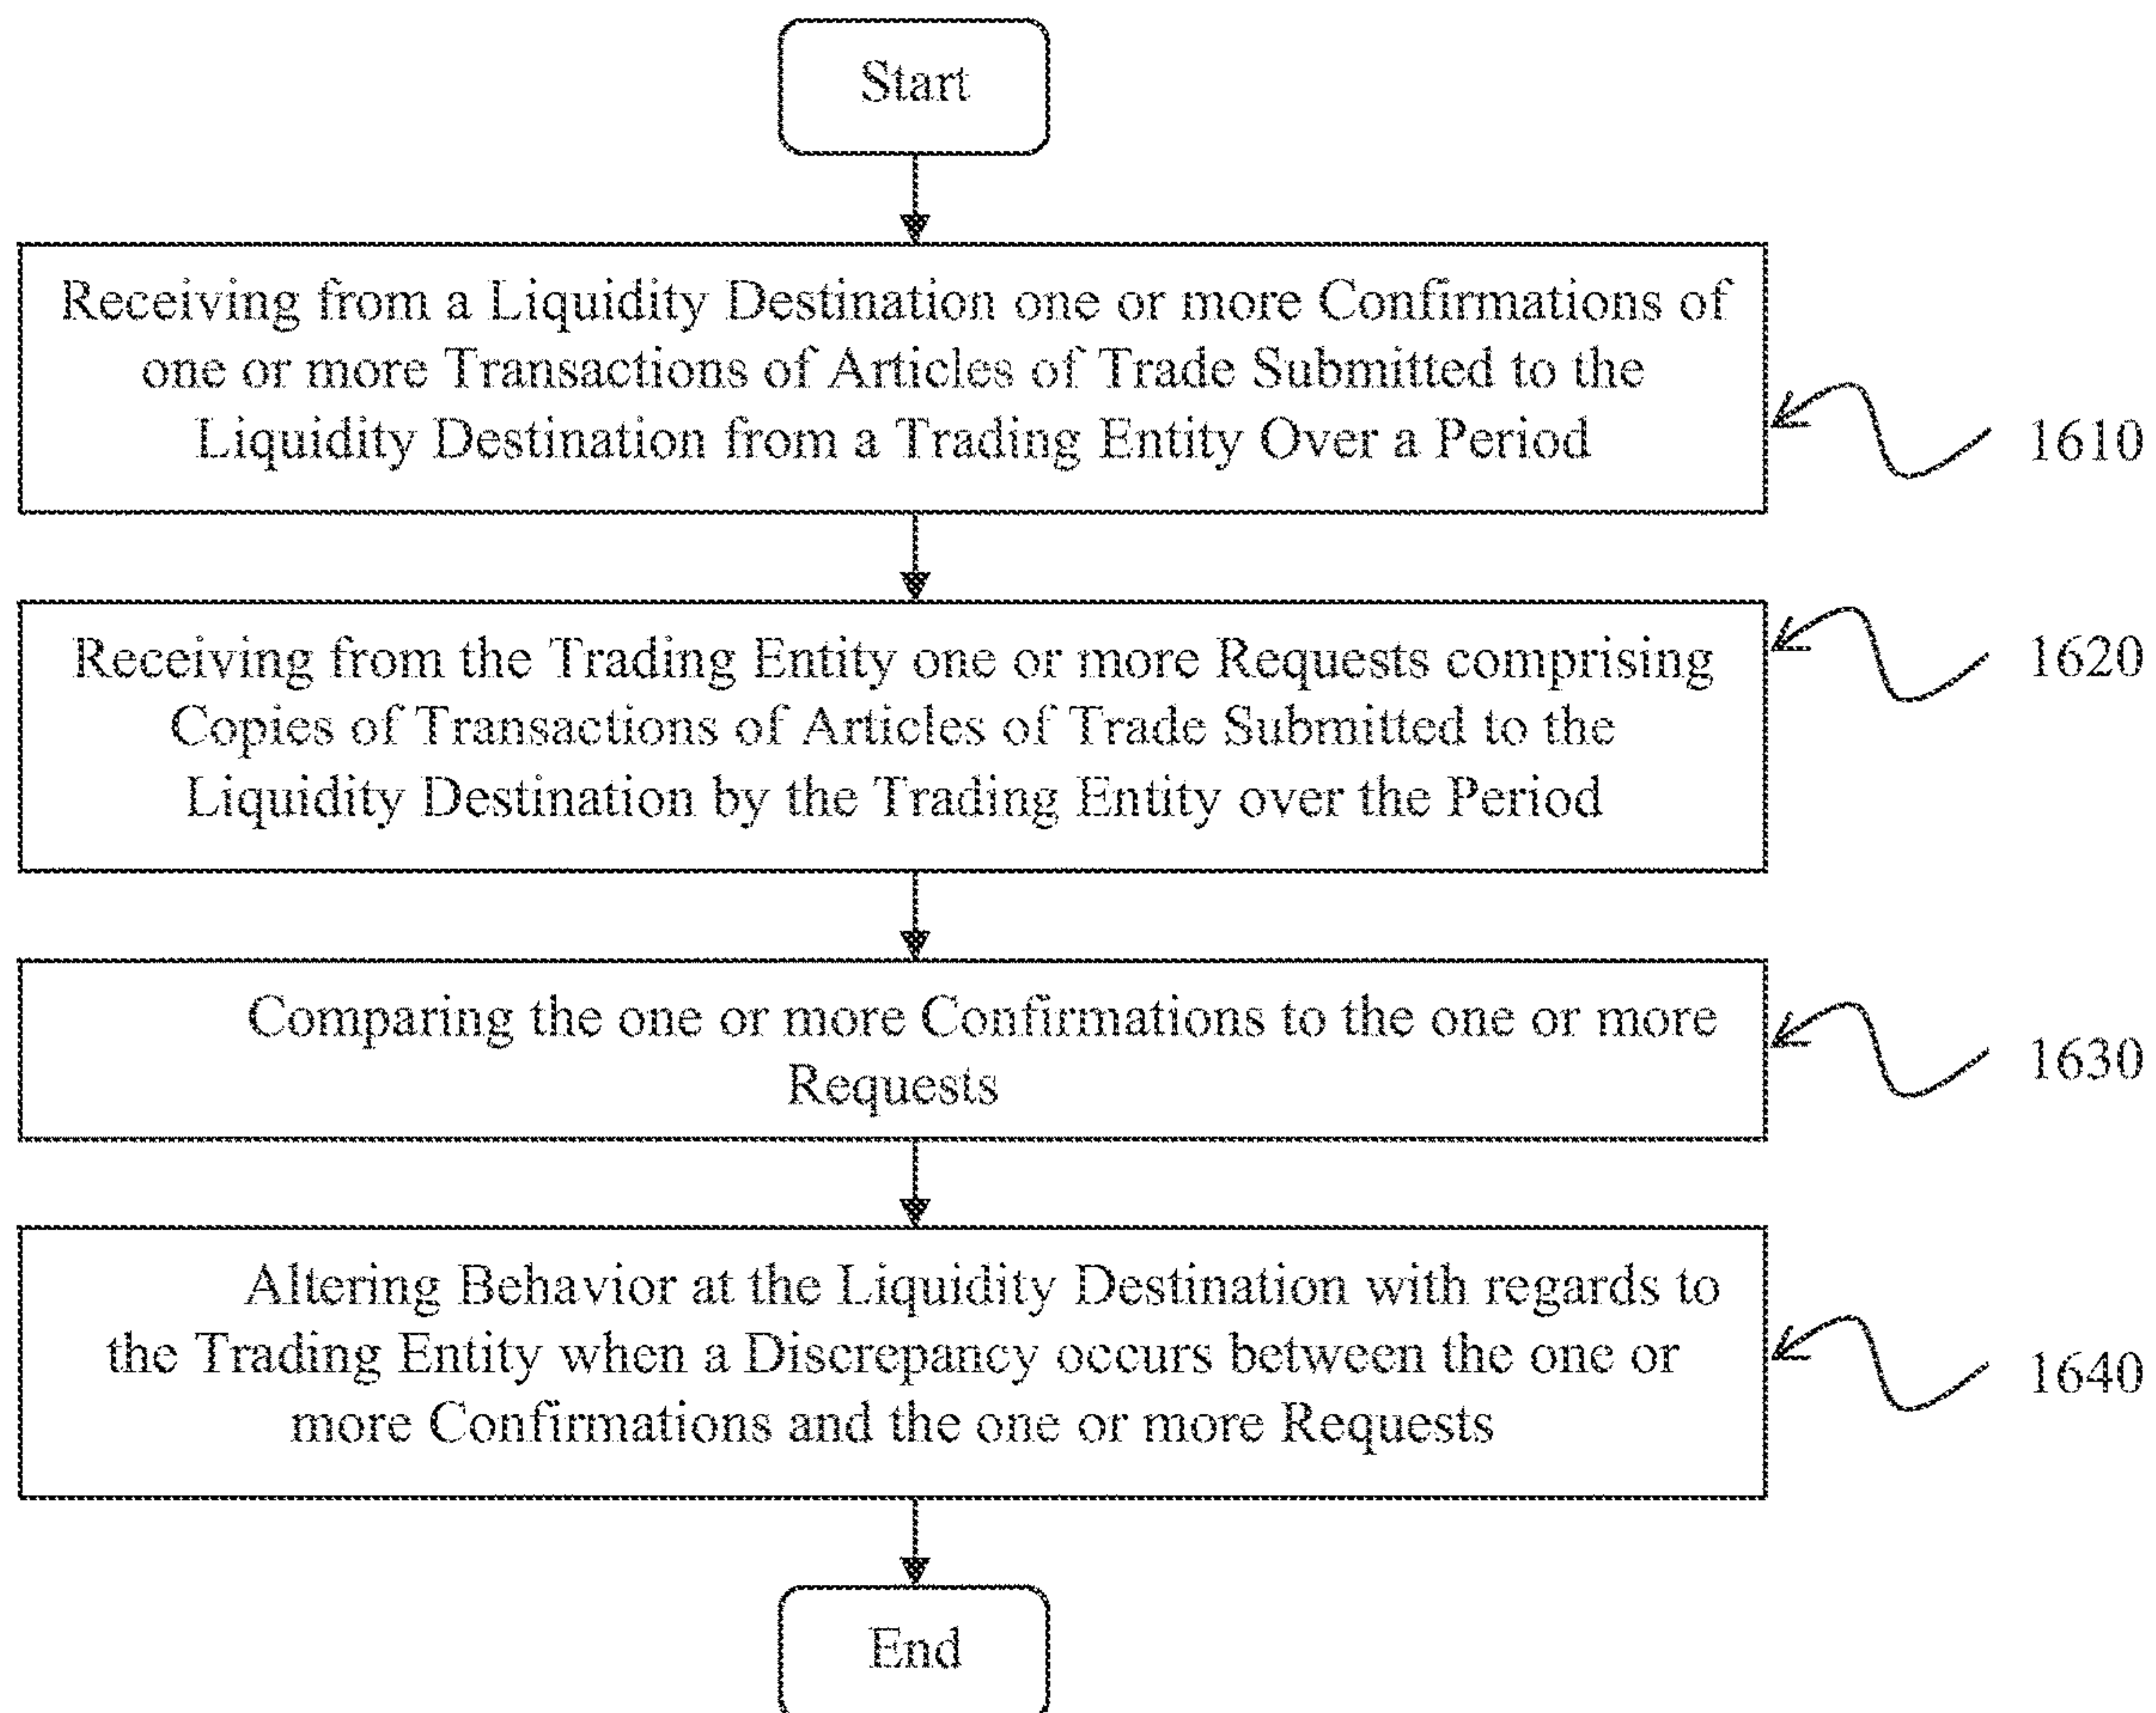 Start
Receiving from a Liquidity Destination one or more Confirmations of
one or more Transactions of Articles of Trade Submitted to the
Liquidity Destination from a Trading Entity Over a Period
1610
Receiving from the Trading Entity one or more Requests comprising
Copies of Transactions of Articles of Trade Submitted to the
Liquidity Destination by the Trading Entity over the Period
1620
Comparing the one or more Confirmations to the one or more
Requests
1630
Altering Behavior at the Liquidity Destination with regards to
the Trading Entity when a Discrepancy occurs between the one or
more Confirmations and the one or more Requests
1640
End